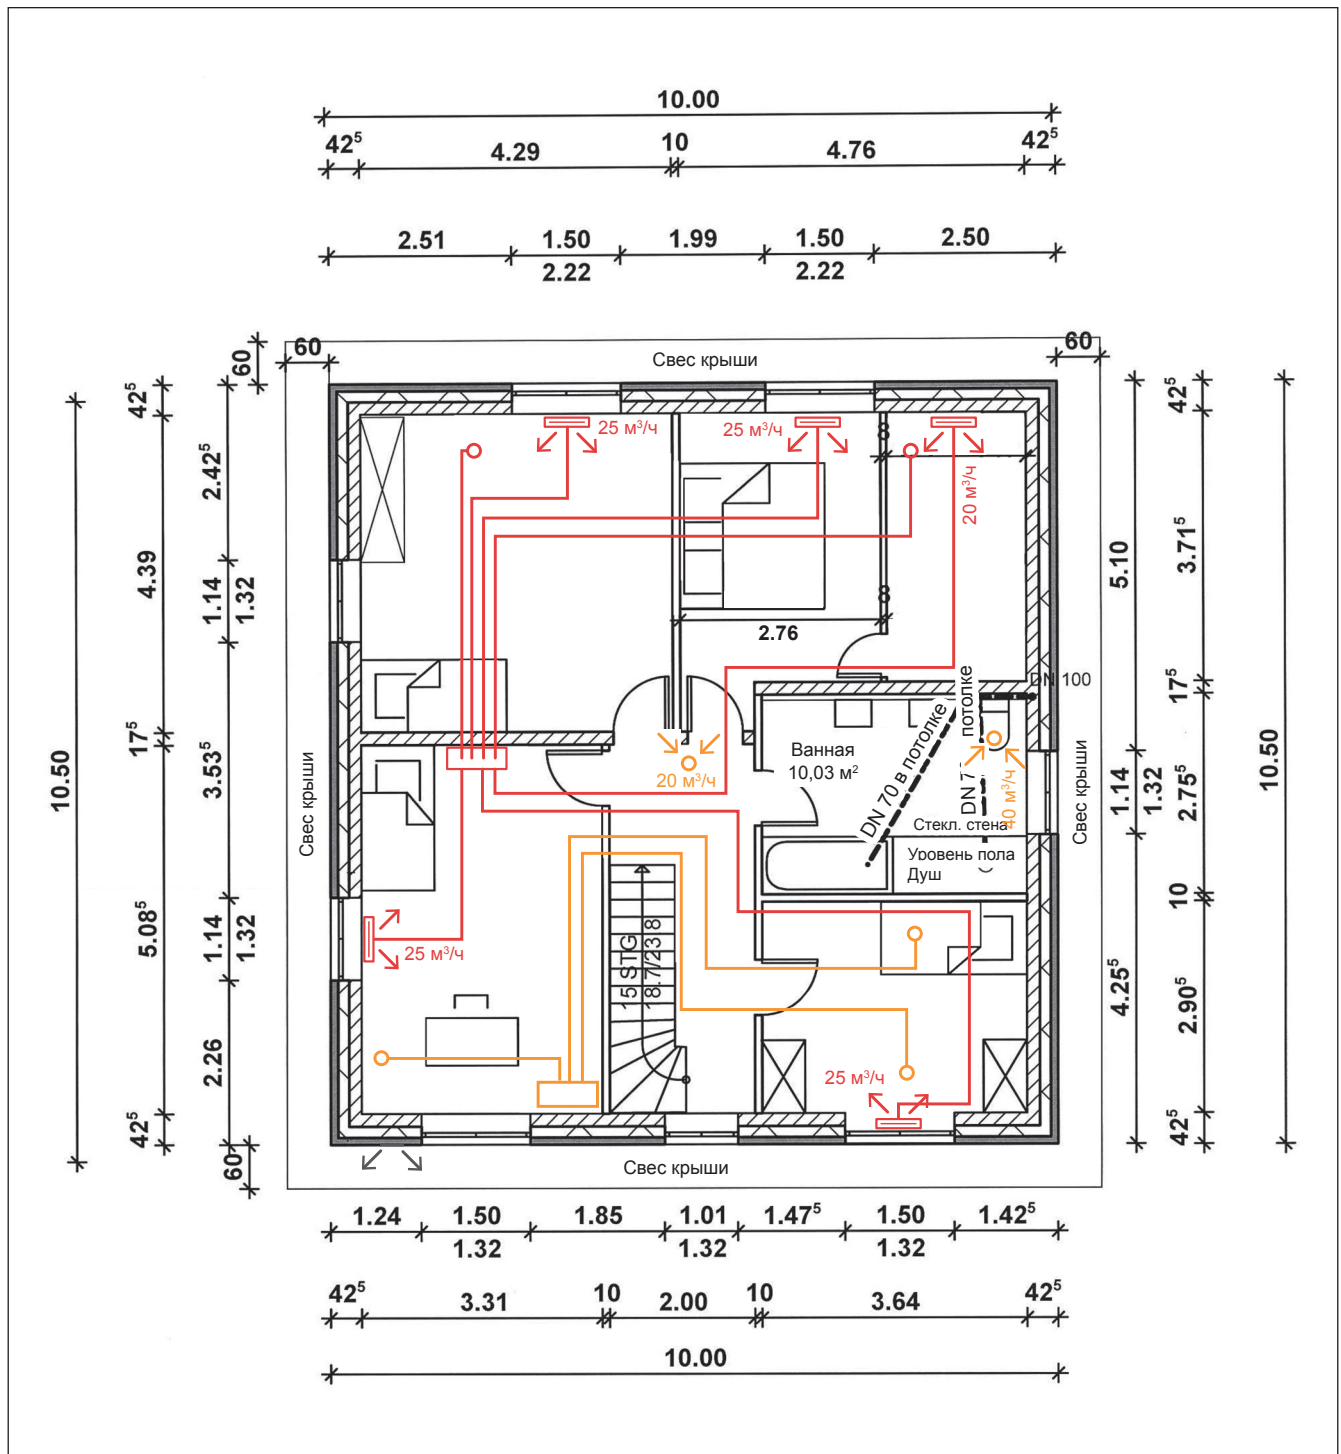 10.00
42⁵ 4.29 10 4.76 42⁵
2.51 1.50 1.99 1.50 2.50
2.22 2.22
60 60 60
Свес крыши
42⁵ 42⁵
25 м³/ч 25 м³/ч 8
20 м³/ч
2.42⁵
4.39 5.10 3.71⁵
1.14 1.32
8
2.76
DN 100
17⁵ 17⁵
10.50 3.53⁵ 10.50
DN 70 в потолке
DN 7 потолке
Ванная
10,03 м²
20 м³/ч
40 м³/ч
1.14 1.32 2.75⁵
Свес крыши
Свес крыши
Стекл. стена
Уровень пола
Душ
10
5.08⁵ 1.14 1.32
25 м³/ч
15 STG
18.7/23.8
4.25⁵ 2.90⁵
2.26
25 м³/ч
42⁵ 42⁵
60
Свес крыши
1.24 1.50 1.85 1.01 1.47⁵ 1.50 1.42⁵
1.32 1.32 1.32
42⁵ 3.31 10 2.00 10 3.64 42⁵
10.00